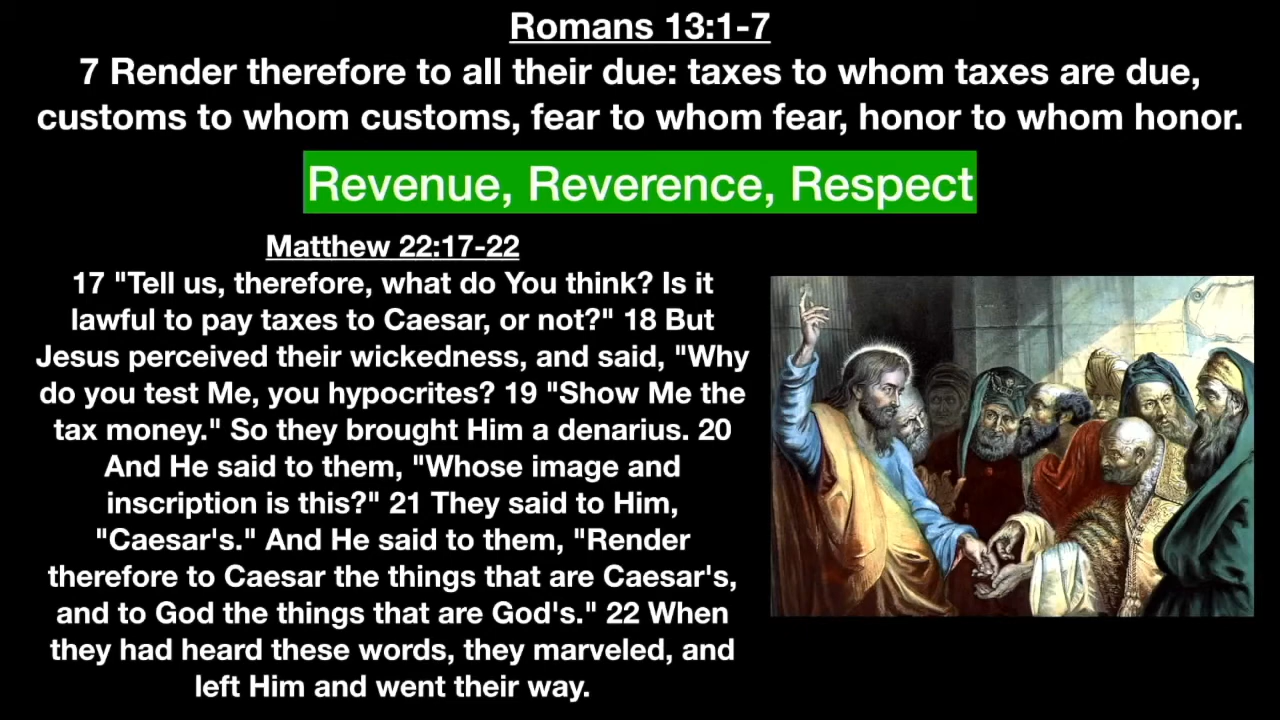 Romans 13:1-7
7 Render therefore to all their due: taxes to whom taxes are due,
customs to whom customs, fear to whom fear, honor to whom honor.
Revenue, Reverence, Respect
Matthew 22:17-22
17 "Tell us, therefore, what do You think? Is it
lawful to pay taxes to Caesar, or not?" 18 But
Jesus perceived their wickedness, and said, "Why
do you test Me, you hypocrites? 19 "Show Me the
tax money." So they brought Him a denarius. 20
And He said to them, "Whose image and
inscription is this?" 21 They said to Him,
"Caesar's." And He said to them, "Render
therefore to Caesar the things that are Caesar's,
and to God the things that are God's." 22 When
they had heard these words, they marveled, and
left Him and went their way.